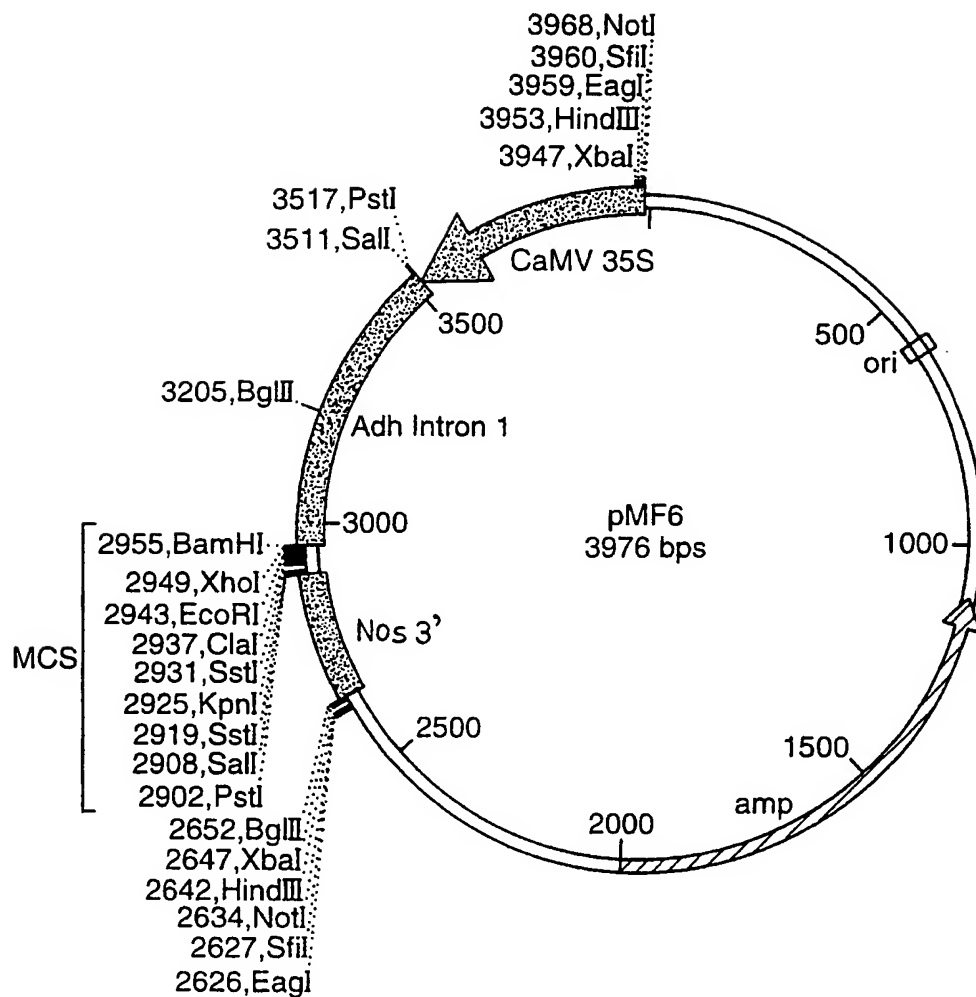 3968,NotI
3960,SfiI
3959,EagI
3953,HindIII
3947,XbaI
3517,PstI
3511,SalI
CaMV 35S
3500
500
ori
3205,BglII
Adh Intron 1
3000
pMF6
3976 bps
1000
MCS
2955,BamHI
2949,XhoI
2943,EcoRI
2937,ClaI
2931,SstI
2925,KpnI
2919,SstI
2908,SalI
2902,PstI
Nos 3'
2500
1500
amp
2000
2652,BglII
2647,XbaI
2642,HindIII
2634,NotI
2627,SfiI
2626,EagI